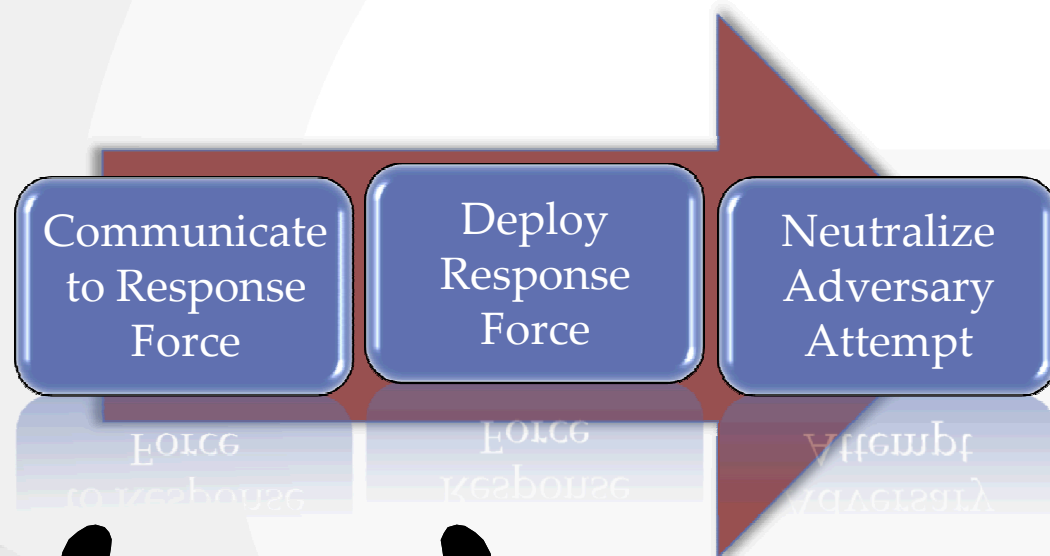 Communicate
to Response
Force
Deploy
Response
Force
Neutralize
Adversary
Attempt